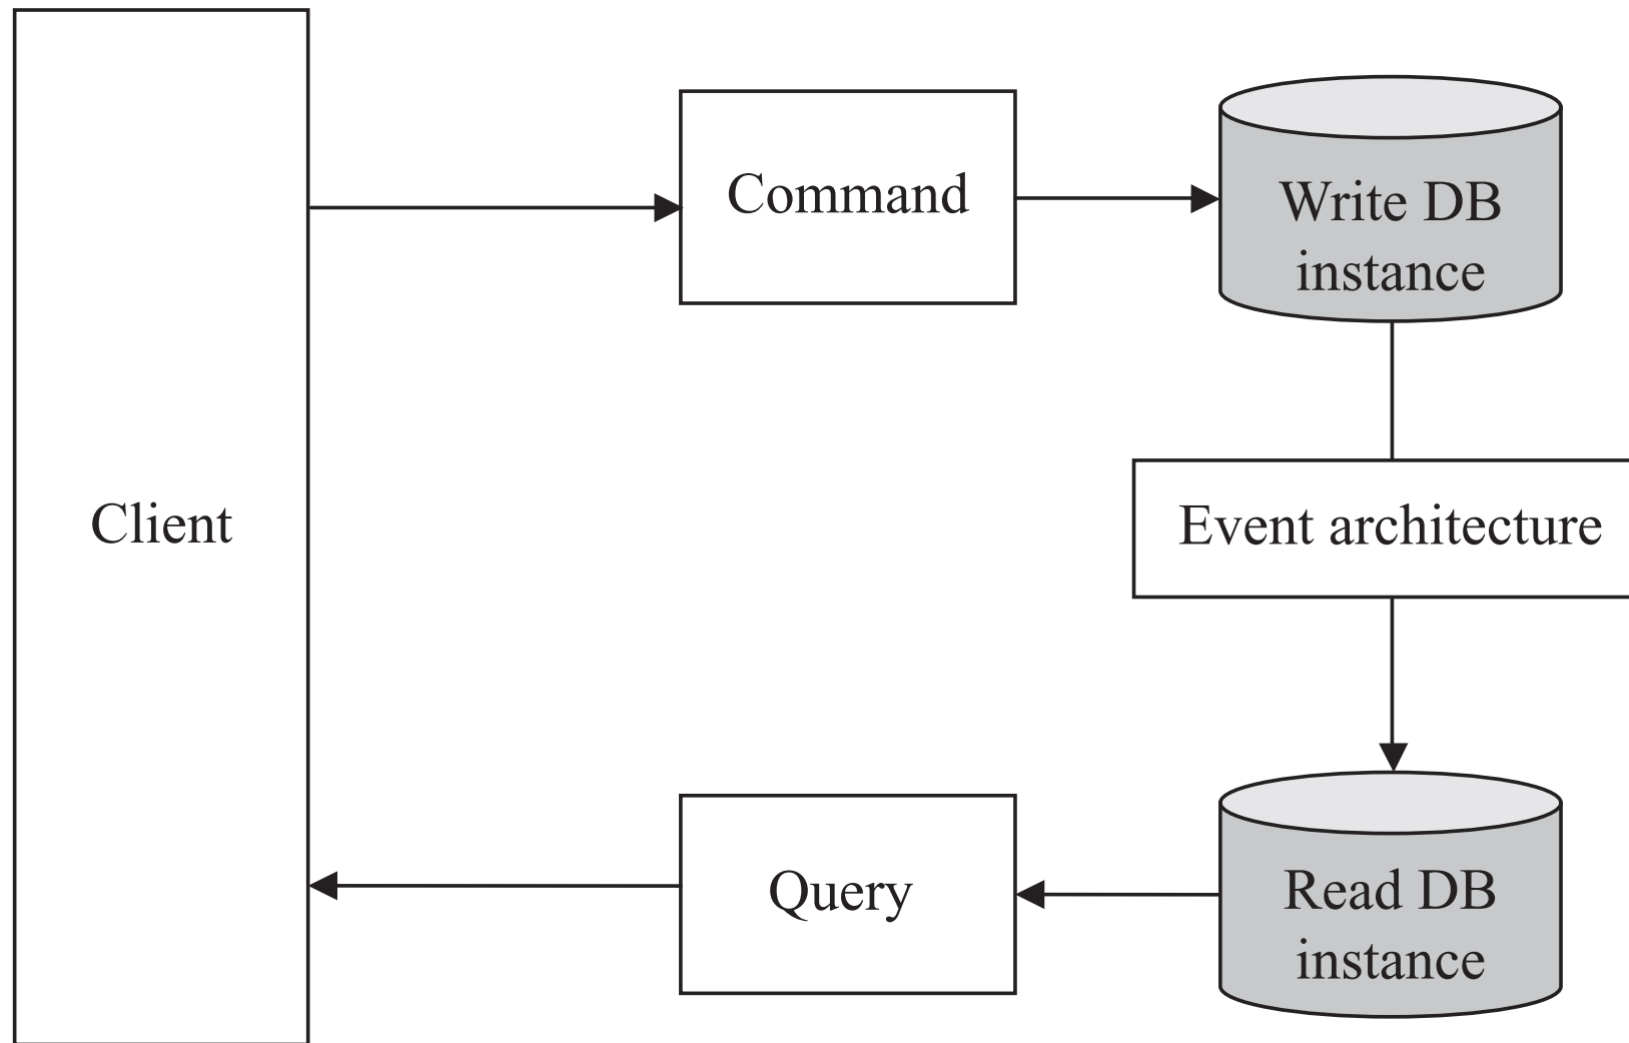 Command
Write DB
instance
Client
Event architecture
Query
Read DB
instance